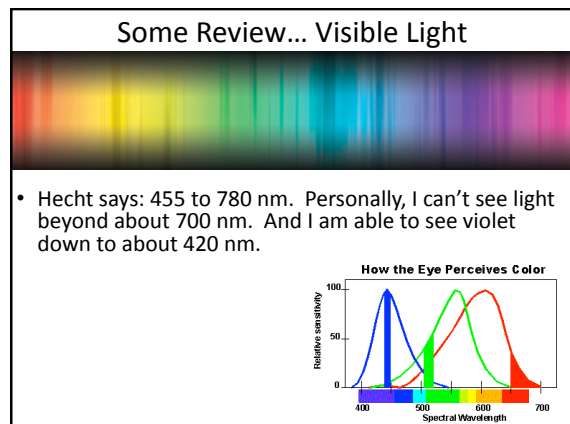 Some Review... Visible Light
• Hecht says: 455 to 780 nm.  Personally, I can't see light
beyond about 700 nm.  And I am able to see violet
down to about 420 nm.
How the Eye Perceives Color
Relative sensitivity
100
50
0
400 500 600 700
Spectral Wavelength